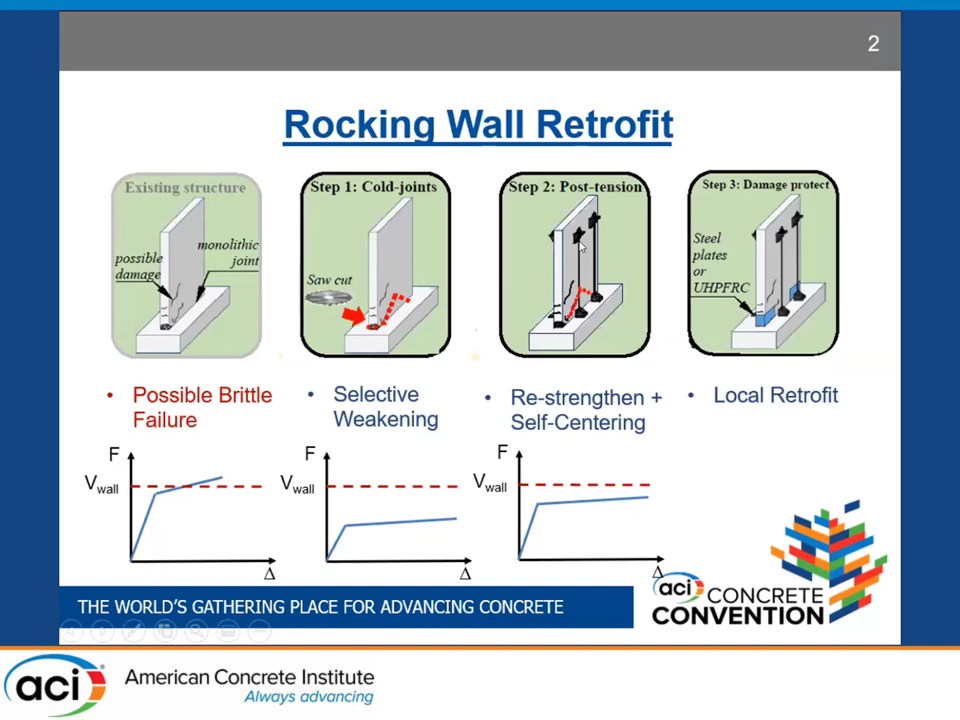 2
Rocking Wall Retrofit
Existing structure
possible
damage
monolithic
joint
Step 1: Cold-joints
Saw cut
Step 2: Post-tension
Step 3: Damage protect
Steel
plates
or
UHPFRC
• Possible Brittle
Failure
• Selective
Weakening
• Re-strengthen +
Self-Centering
• Local Retrofit
F
Vwall
Δ
F
Vwall
Δ
F
Vwall
Δ
THE WORLD'S GATHERING PLACE FOR ADVANCING CONCRETE
aci CONCRETE
CONVENTION
aci
American Concrete Institute
Always advancing